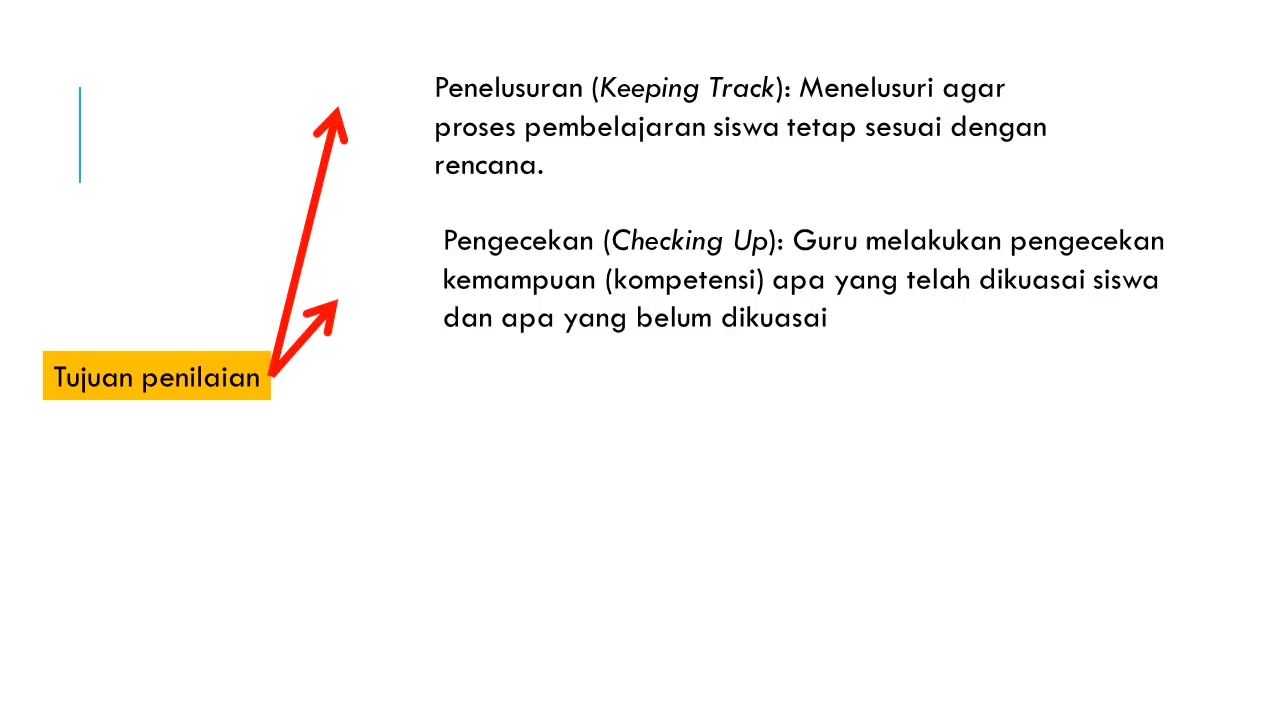 Penelusuran (Keeping Track): Menelusuri agar
proses pembelajaran siswa tetap sesuai dengan
rencana.
Pengecekan (Checking Up): Guru melakukan pengecekan
kemampuan (kompetensi) apa yang telah dikuasai siswa
dan apa yang belum dikuasai
Tujuan penilaian